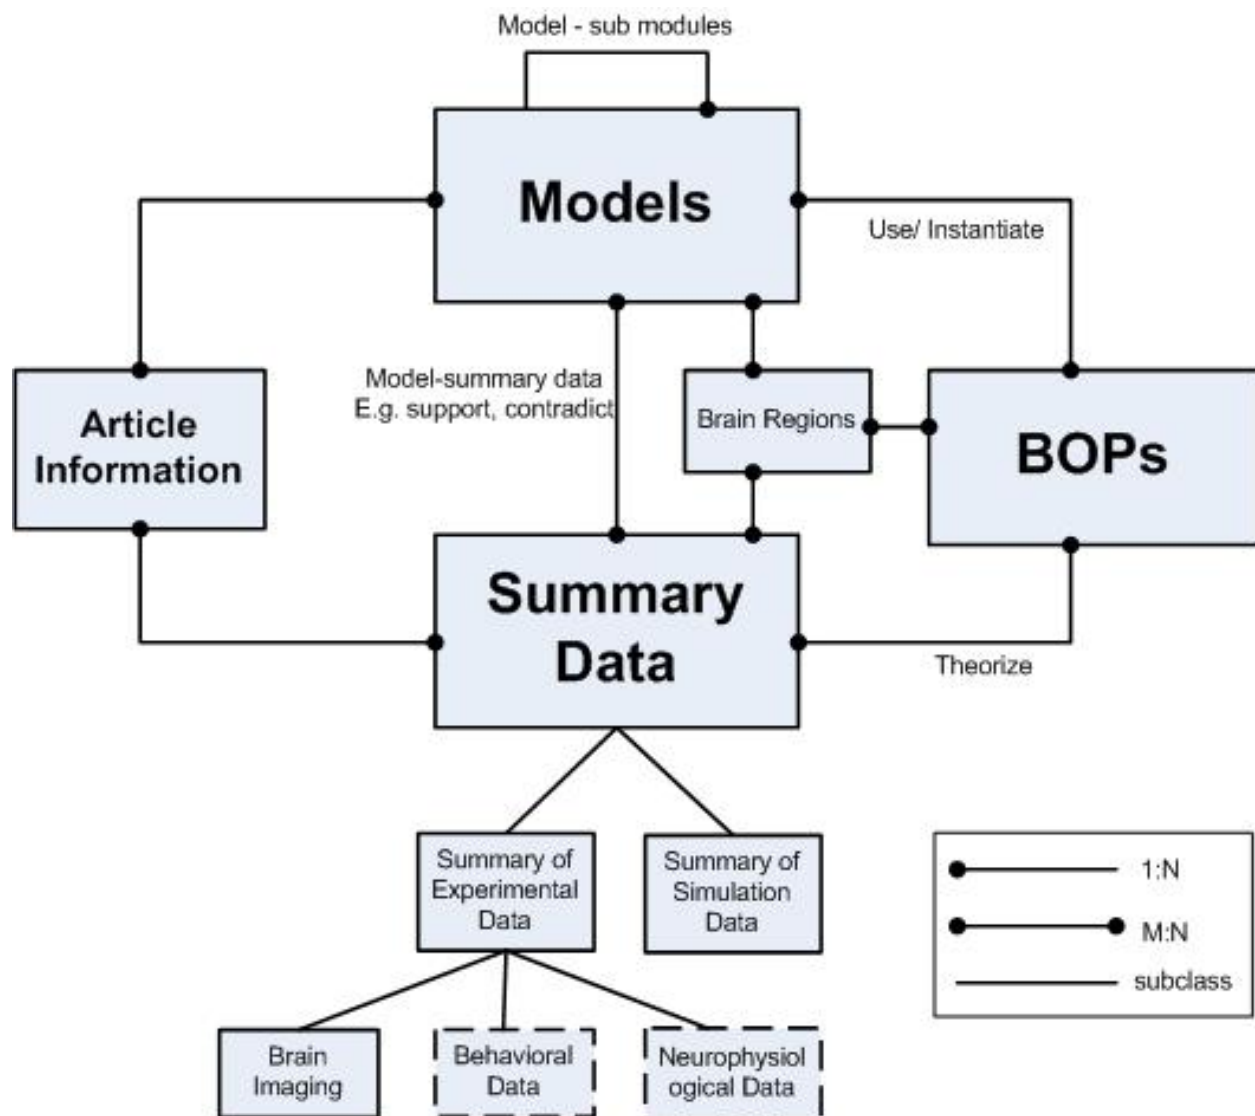 Model - sub modules
Models
Use/ Instantiate
Model-summary data
E.g. support, contradict
Brain Regions
Article
Information
BOPs
Summary
Data
Theorize
Summary of
Experimental
Data
Summary of
Simulation
Data
1:N
M:N
subclass
Brain
Imaging
Behavioral
Data
Neurophysiol
ogical Data